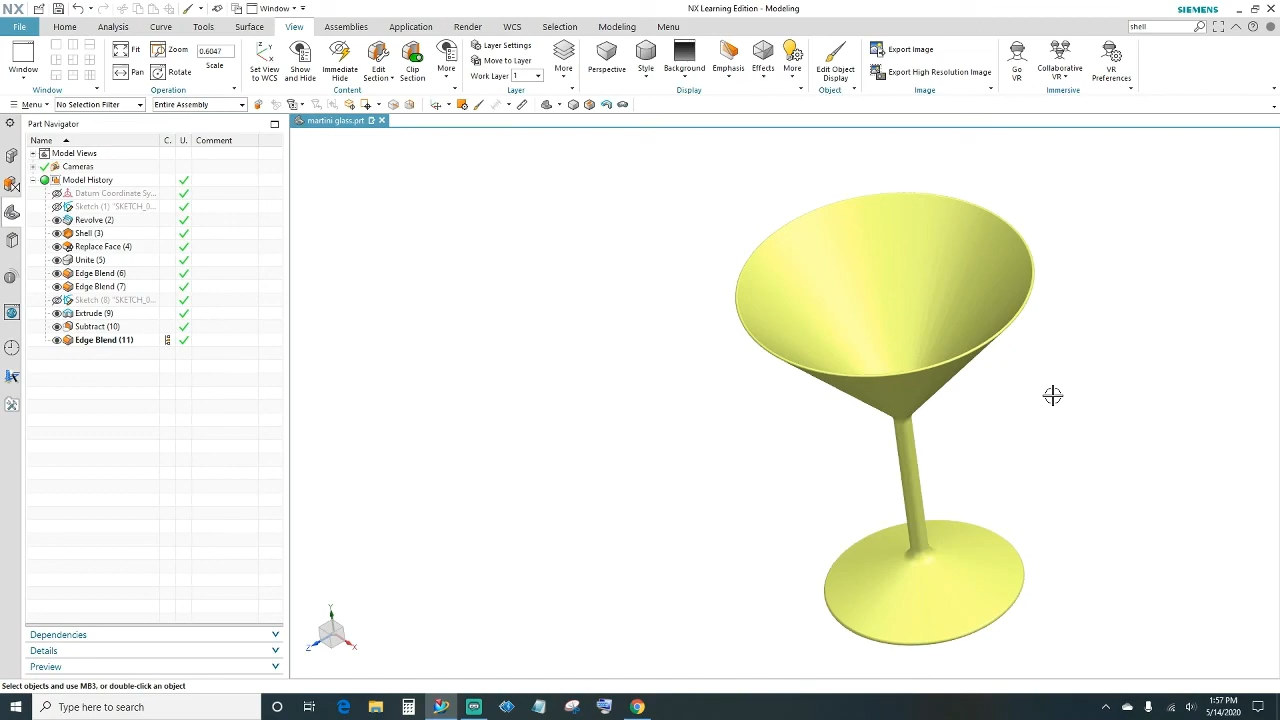 NX
Window
NX Learning Edition - Modeling
SIEMENS
File Home Analysis Curve Tools Surface View Assemblies Application Render WCS Selection Modeling Menu
shell
Window
Fit
Pan
Zoom
Rotate
0.6047
Scale
Set View to WCS
Show and Hide
Immediate Hide
Edit Section
Clip Section
More
Layer Settings
Move to Layer
Work Layer 1
More
Perspective
Style
Background
Emphasis
Effects
More
Edit Object Display
Export Image
Export High Resolution Image
Go VR
Collaborative VR
VR Preferences
Window Operation Content Layer Display Object Image Immersive
Menu No Selection Filter Entire Assembly
Part Navigator
martini glass.prt
Name C. U. Comment
Model Views
Cameras
Model History
Datum Coordinate Sy...
Sketch (1) "SKETCH_0...
Revolve (2)
Shell (3)
Replace Face (4)
Unite (5)
Edge Blend (6)
Edge Blend (7)
Sketch (8) "SKETCH_0...
Extrude (9)
Subtract (10)
Edge Blend (11)
Y
Z
X
Dependencies
Details
Preview
Select objects and use MB3, or double-click an object
Type here to search
1:57 PM
5/14/2020